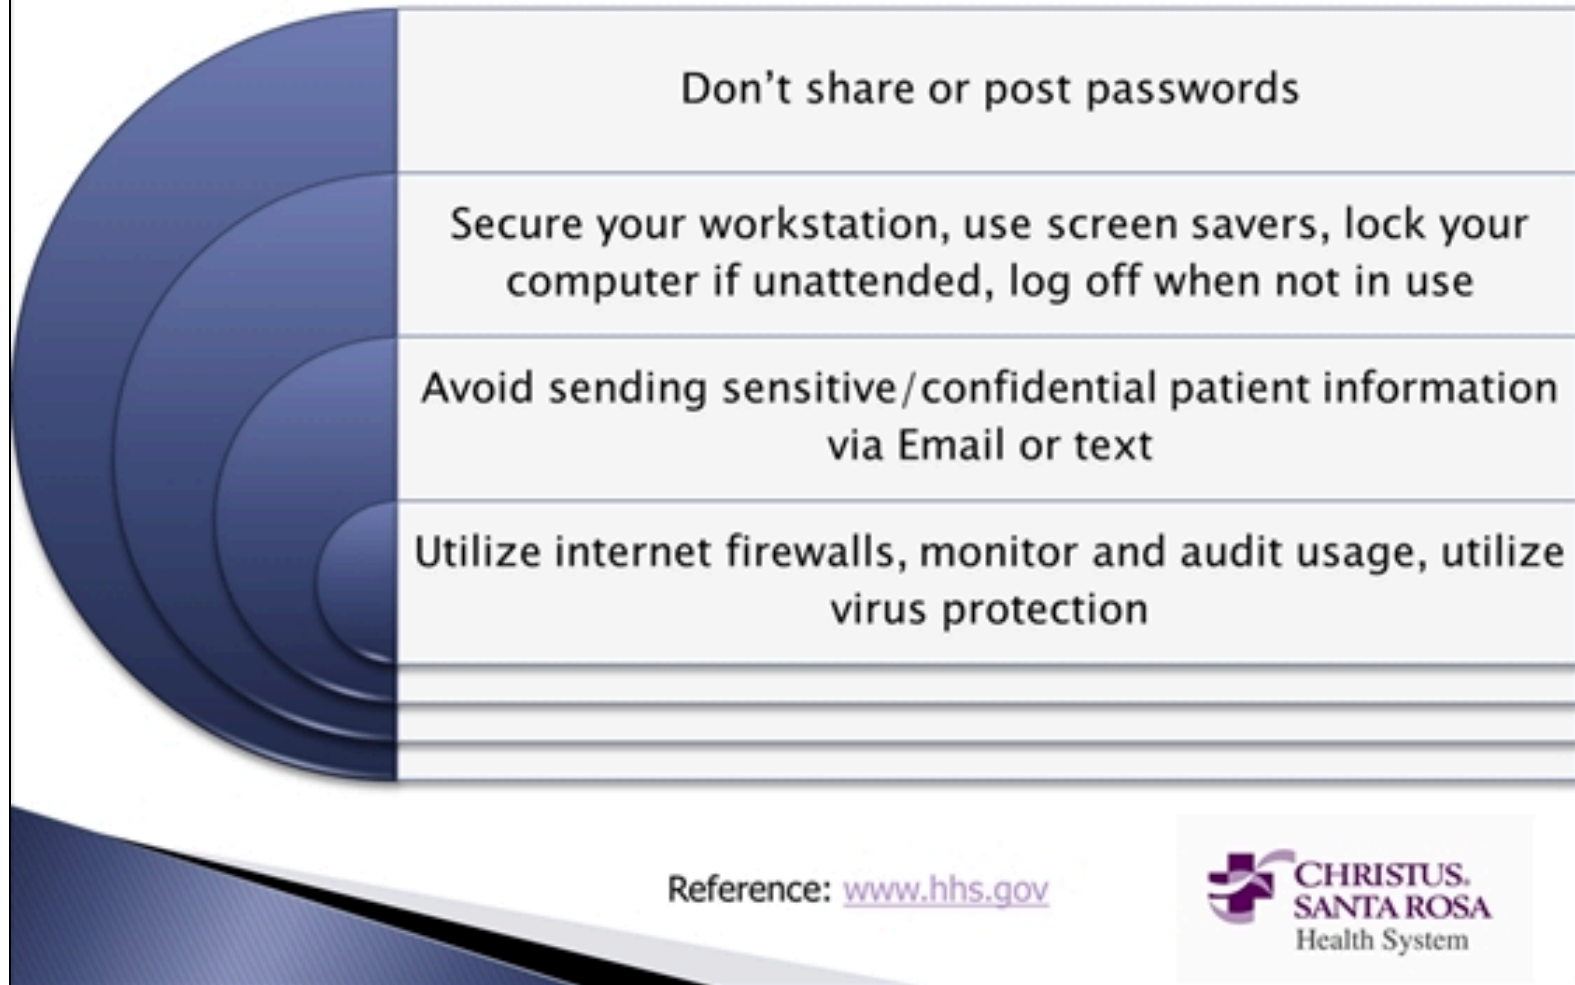 Don't share or post passwords
Secure your workstation, use screen savers, lock your
computer if unattended, log off when not in use
Avoid sending sensitive/confidential patient information
via Email or text
Utilize internet firewalls, monitor and audit usage, utilize
virus protection
Reference: www.hhs.gov
CHRISTUS.
SANTA ROSA
Health System